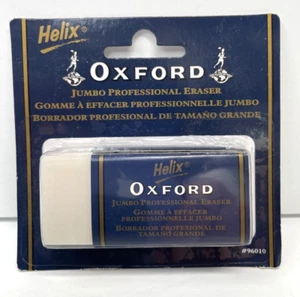 Helix
OXFORD
JUMBO PROFESSIONAL ERASER
GOMME À EFFACER PROFESSIONNELLE JUMBO
BORRADOR PROFESIONAL DE TAMAÑO GRANDE
Helix
OXFORD
JUMBO PROFESSIONAL ERASER
GOMME À EFFACER
PROFESSIONNELLE JUMBO
BORRADOR PROFESIONAL DE
TAMAÑO GRANDE
#96010